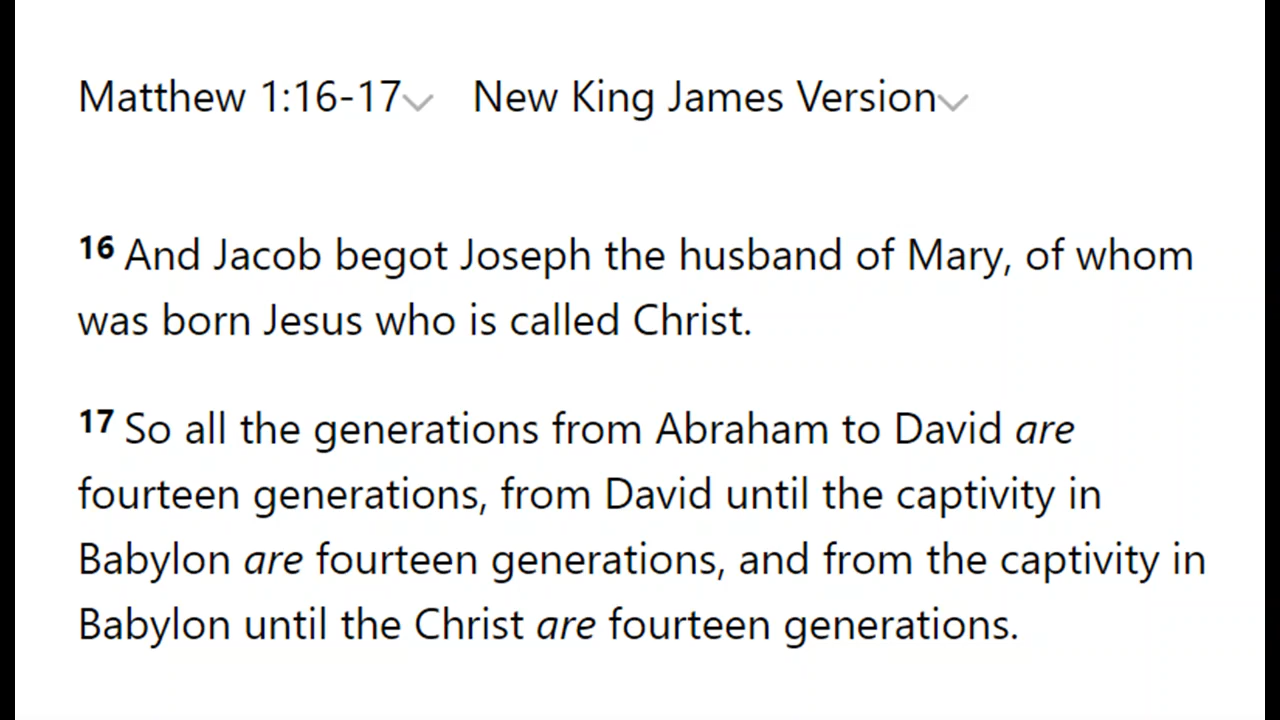 Matthew 1:16-17 New King James Version
16 And Jacob begot Joseph the husband of Mary, of whom
was born Jesus who is called Christ.
17 So all the generations from Abraham to David are
fourteen generations, from David until the captivity in
Babylon are fourteen generations, and from the captivity in
Babylon until the Christ are fourteen generations.